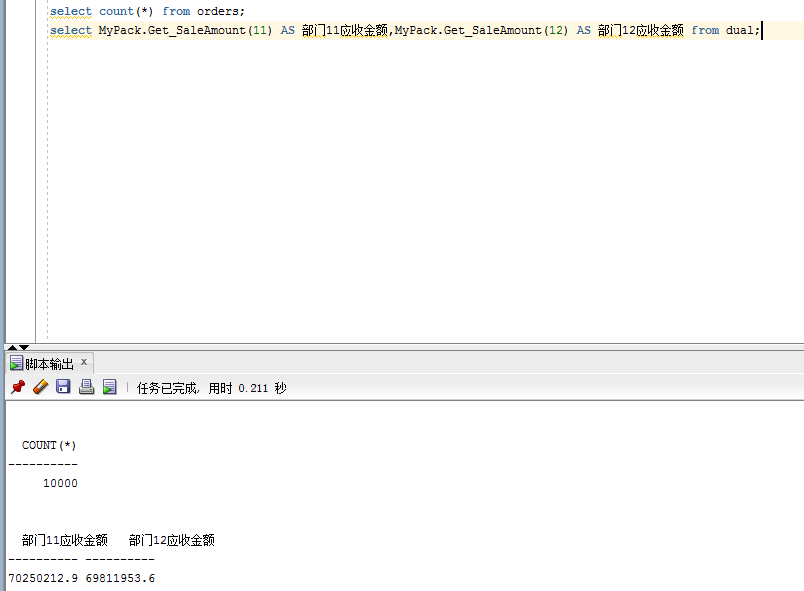 select count(*) from orders;
select MyPack.Get_SaleAmount(11) AS 部门11应收金额,MyPack.Get_SaleAmount(12) AS 部门12应收金额 from dual;
脚本输出 x
任务已完成, 用时 0.211 秒
COUNT(*)
----------
10000
部门11应收金额 部门12应收金额
---------- ----------
70250212.9 69811953.6